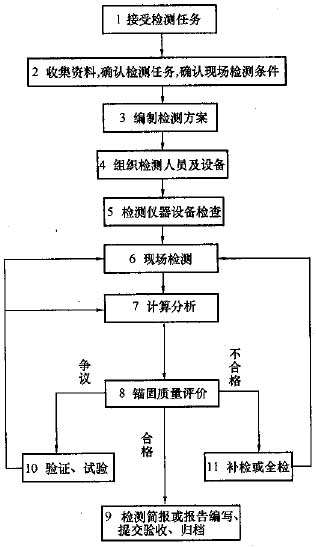 1 接受检测任务
2 收集资料,确认检测任务,确认现场检测条件
3 编制检测方案
4 组织检测人员及设备
5 检测仪器设备检查
6 现场检测
7 计算分析
争议
不合格
8 锚固质量评价
合格
10 验证、试验
11 补检或全检
9 检测简报或报告编写、
提交验收、归档